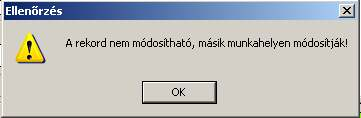 Ellenőrzés
A rekord nem módosítható, másik munkahelyen módosítják!
OK